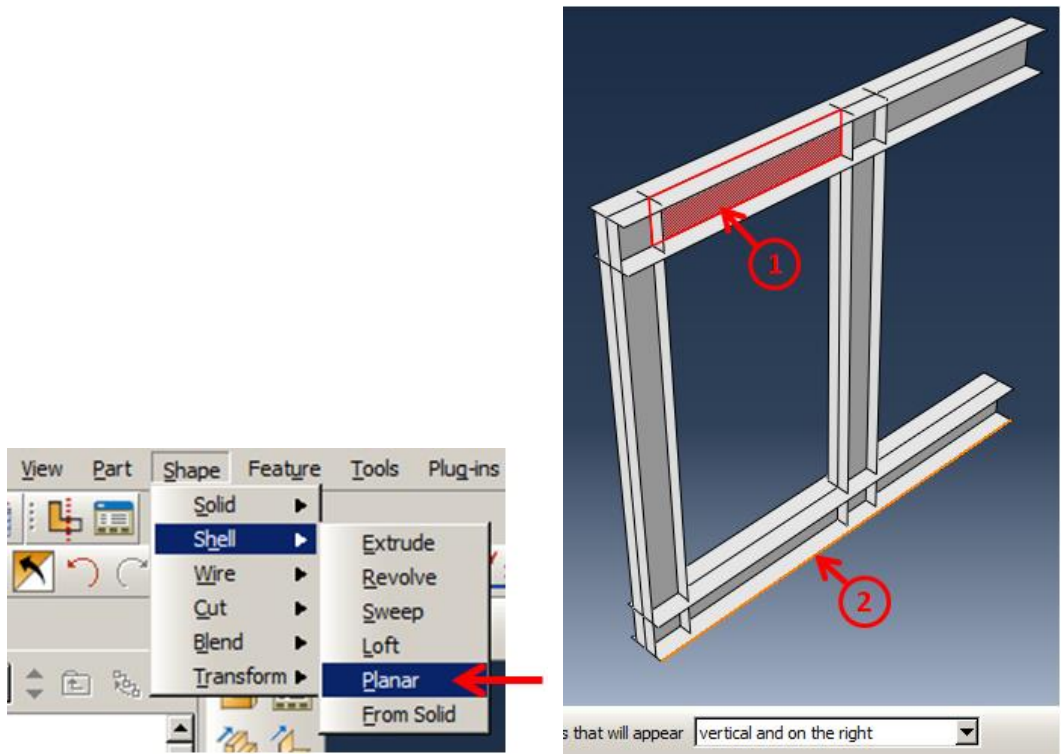 View Part Shape Feature Tools Plug-ins
Solid
Shell
Wire
Cut
Blend
Transform
Extrude
Revolve
Sweep
Loft
Planar
From Solid
1
2
s that will appear vertical and on the right